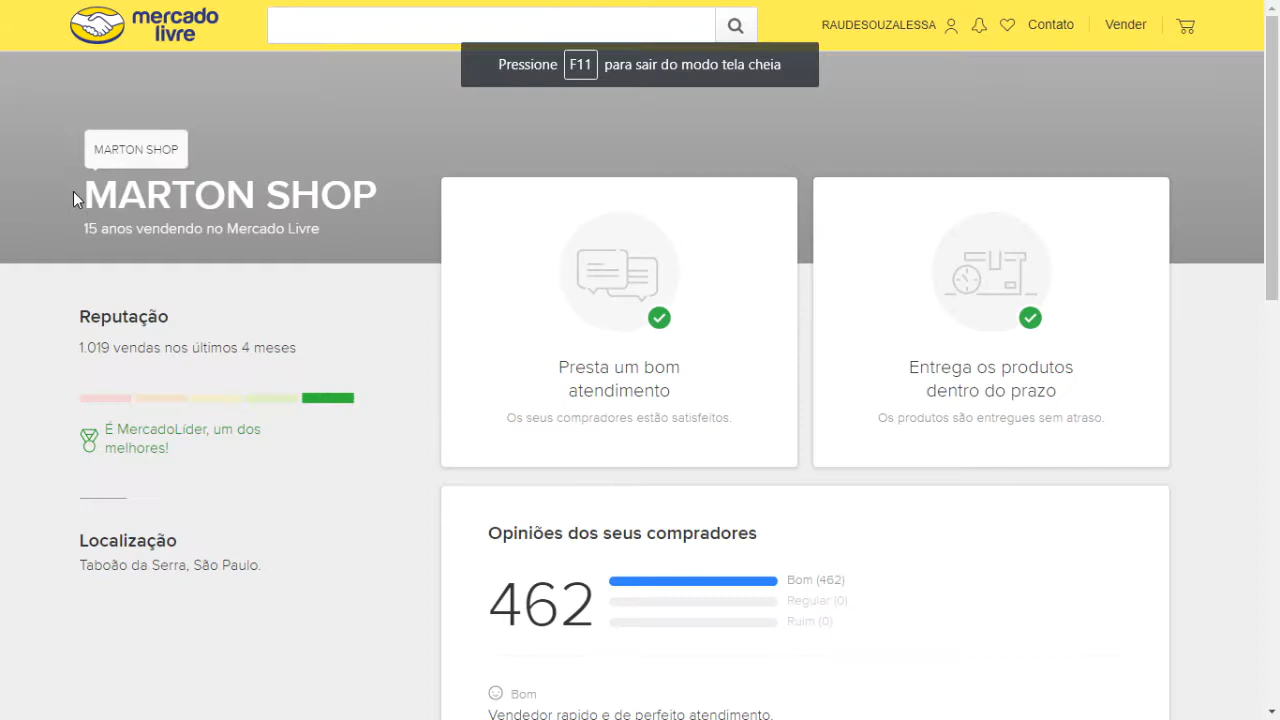 mercado
livre
RAUDESOUZALESSA
Contato
Vender
Pressione F11 para sair do modo tela cheia
MARTON SHOP
MARTON SHOP
15 anos vendendo no Mercado Livre
Reputação
1.019 vendas nos últimos 4 meses
É MercadoLíder, um dos
melhores!
Localização
Taboão da Serra, São Paulo.
Presta um bom
atendimento
Os seus compradores estão satisfeitos.
Entrega os produtos
dentro do prazo
Os produtos são entregues sem atraso.
Opiniões dos seus compradores
462
Bom (462)
Regular (0)
Ruim (0)
Bom
Vendedor rapido e de perfeito atendimento.